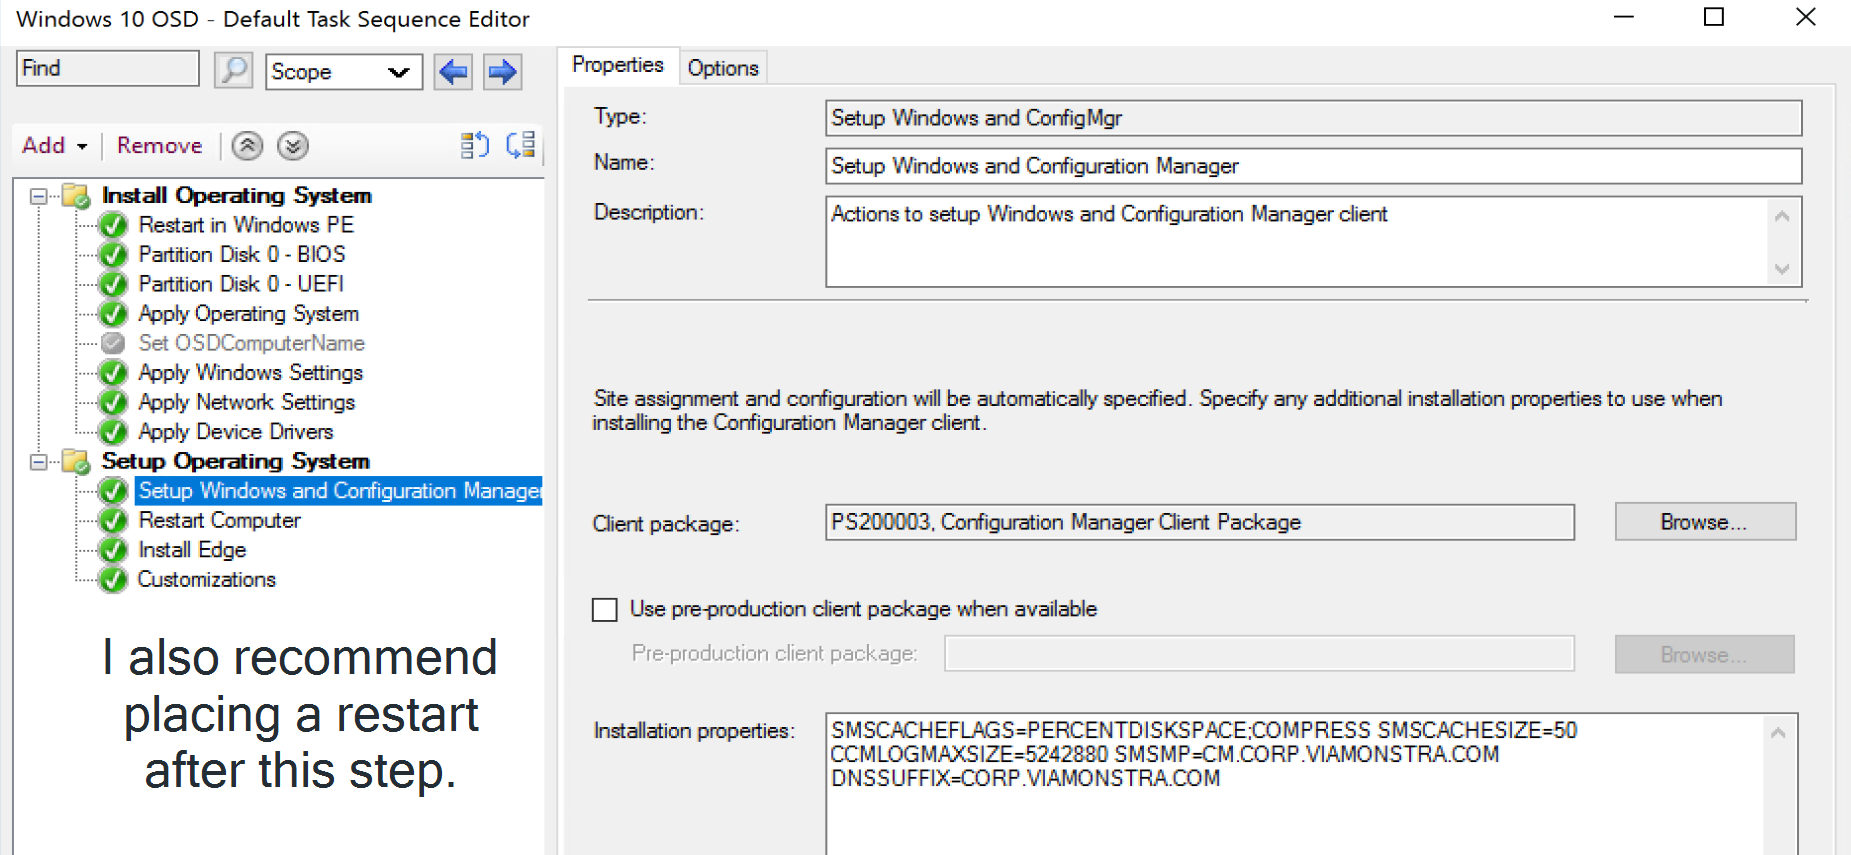 Windows 10 OSD - Default Task Sequence Editor
Find
Scope
Properties
Options
Add
Remove
Install Operating System
Restart in Windows PE
Partition Disk 0 - BIOS
Partition Disk 0 - UEFI
Apply Operating System
Set OSDComputerName
Apply Windows Settings
Apply Network Settings
Apply Device Drivers
Setup Operating System
Setup Windows and Configuration Manager
Restart Computer
Install Edge
Customizations
I also recommend
placing a restart
after this step.
Type:
Setup Windows and ConfigMgr
Name:
Setup Windows and Configuration Manager
Description:
Actions to setup Windows and Configuration Manager client
Site assignment and configuration will be automatically specified. Specify any additional installation properties to use when
installing the Configuration Manager client.
Client package:
PS200003, Configuration Manager Client Package
Browse...
Use pre-production client package when available
Pre-production client package:
Browse...
Installation properties:
SMSCACHEFLAGS=PERCENTDISKSPACE;COMPRESS SMSCACHESIZE=50
CCMLOGMAXSIZE=5242880 SMSMP=CM.CORP.VIAMONSTRA.COM
DNSSUFFIX=CORP.VIAMONSTRA.COM